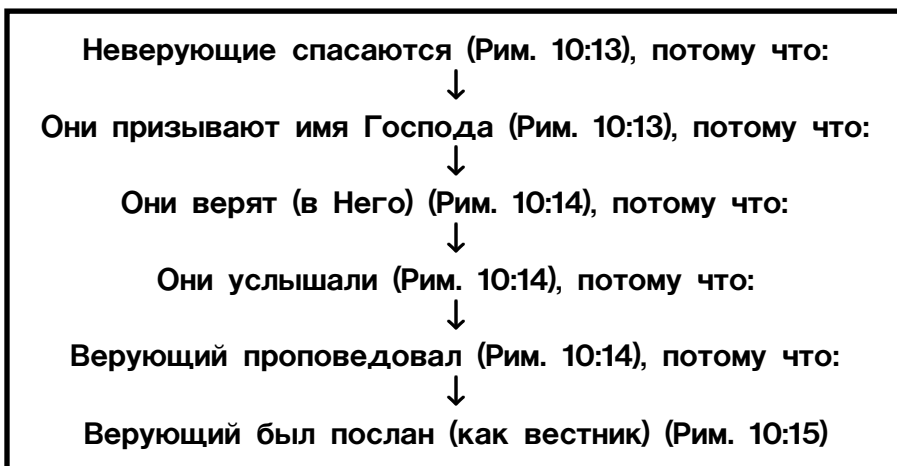 Неверующие спасаются (Рим. 10:13), потому что:
↓
Они призывают имя Господа (Рим. 10:13), потому что:
↓
Они верят (в Него) (Рим. 10:14), потому что:
↓
Они услышали (Рим. 10:14), потому что:
↓
Верующий проповедовал (Рим. 10:14), потому что:
↓
Верующий был послан (как вестник) (Рим. 10:15)